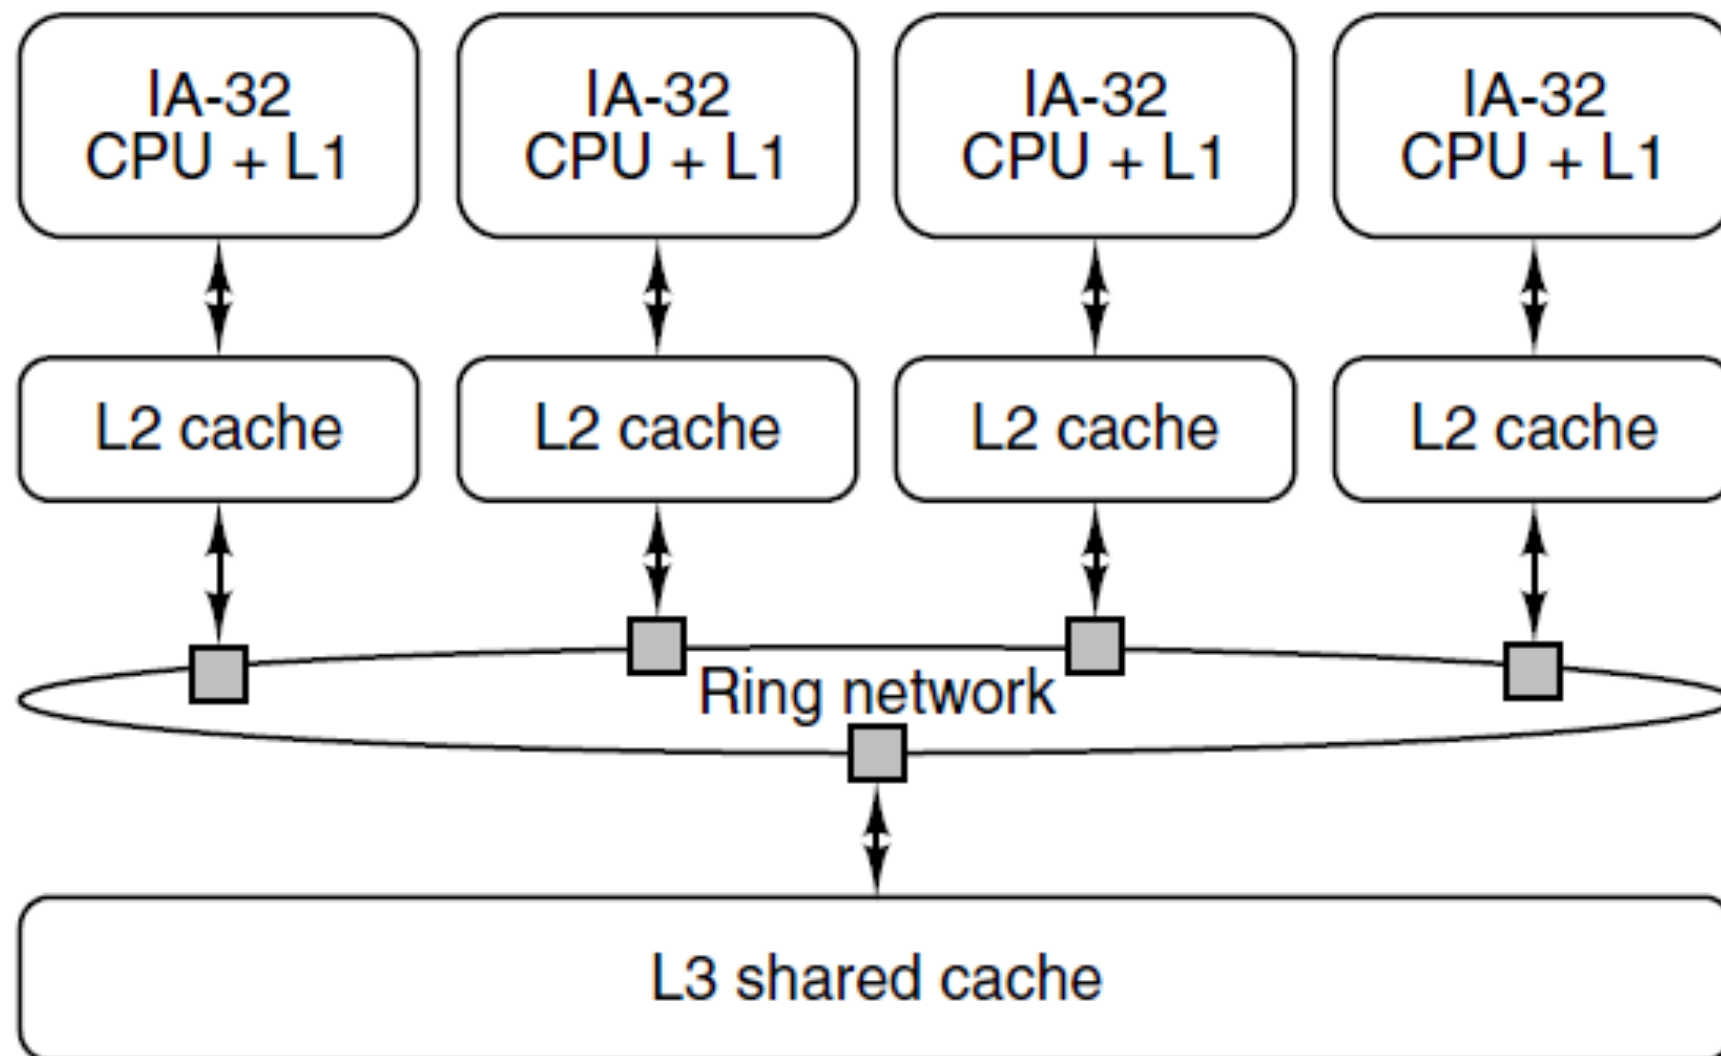 IA-32
CPU + L1
IA-32
CPU + L1
IA-32
CPU + L1
IA-32
CPU + L1
L2 cache
L2 cache
L2 cache
L2 cache
Ring network
L3 shared cache